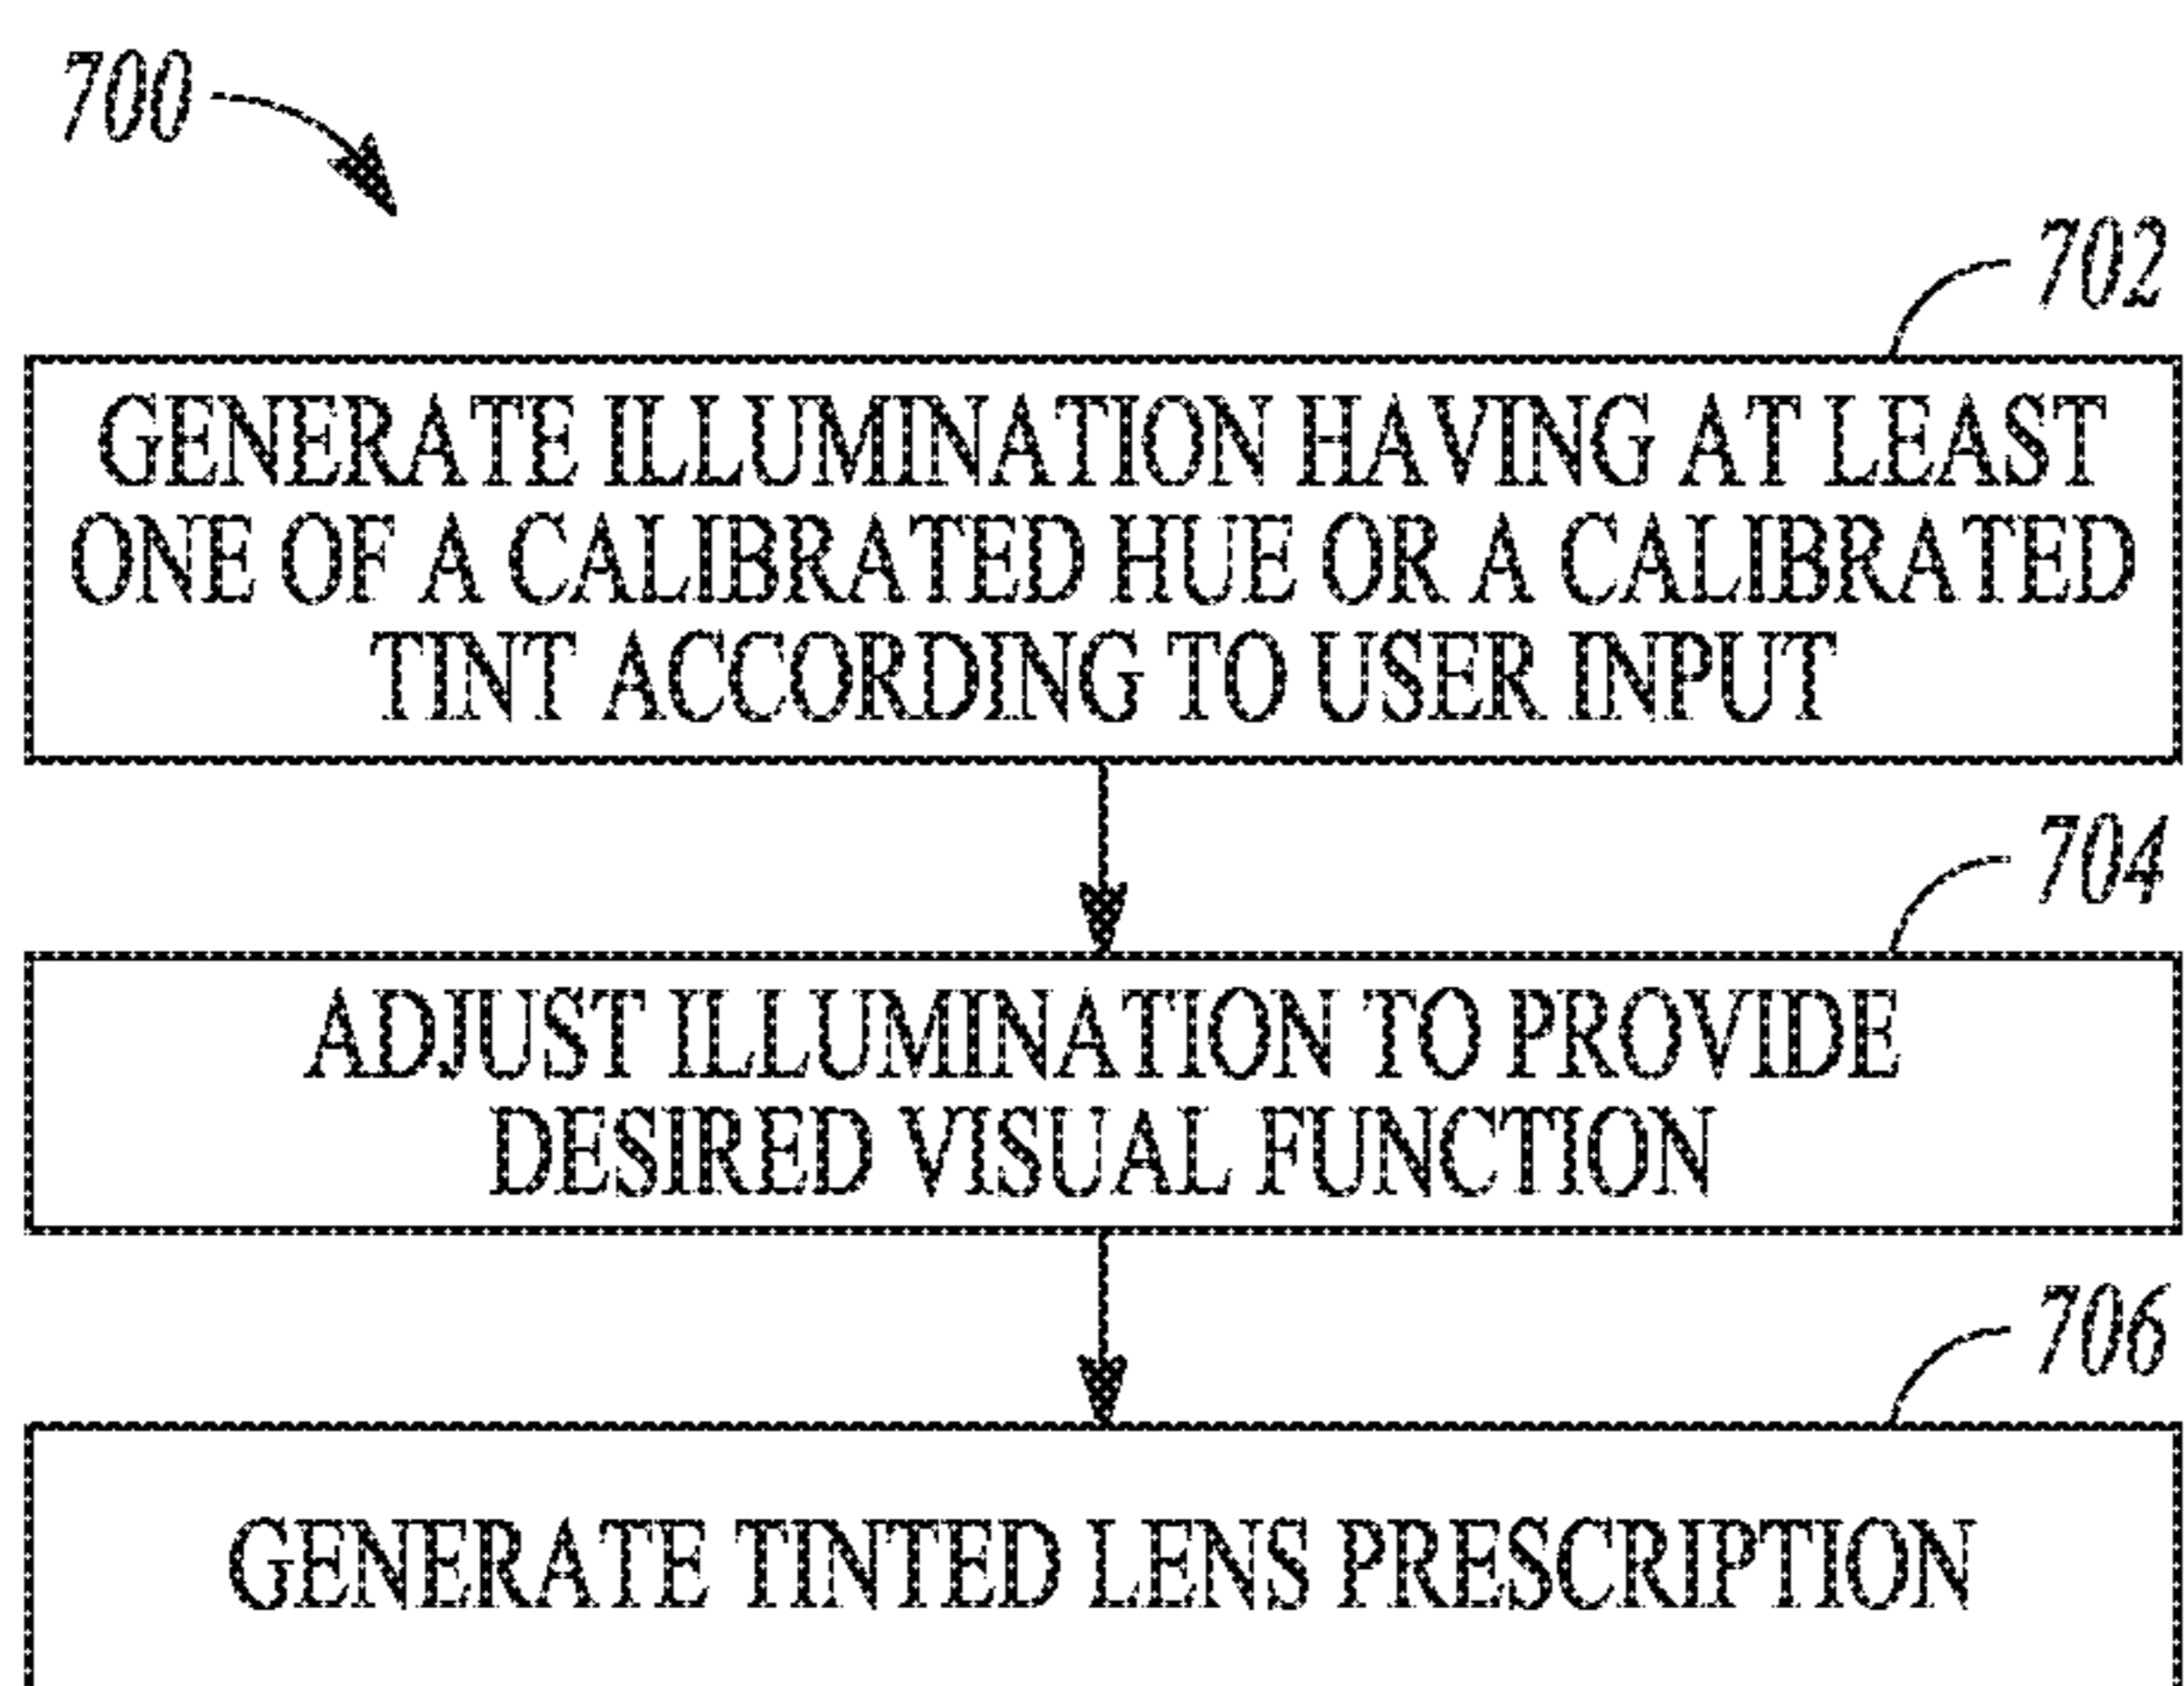 700
702
GENERATE ILLUMINATION HAVING AT LEAST
ONE OF A CALIBRATED HUE OR A CALIBRATED
TINT ACCORDING TO USER INPUT
704
ADJUST ILLUMINATION TO PROVIDE
DESIRED VISUAL FUNCTION
706
GENERATE TINTED LENS PRESCRIPTION